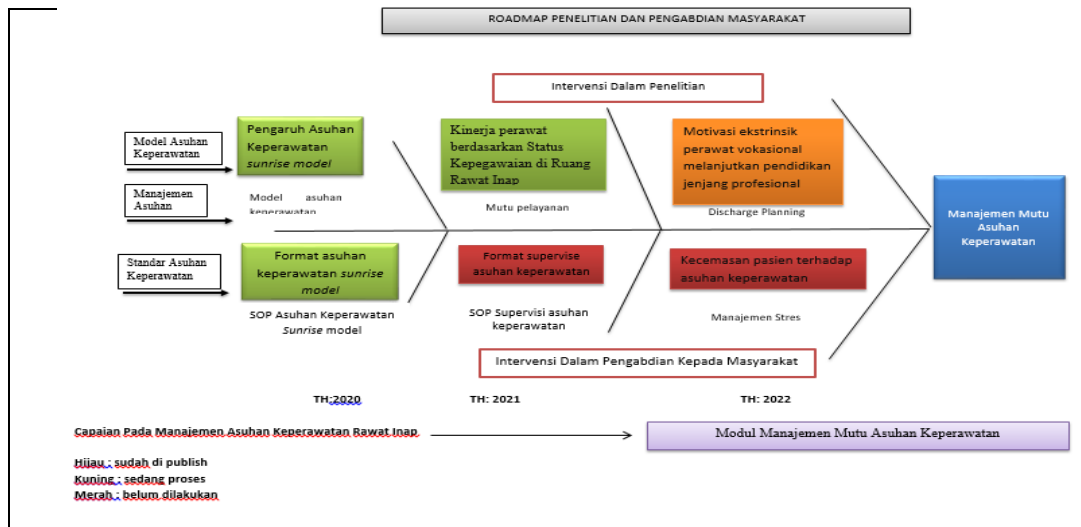 ROADMAP PENELITIAN DAN PENGABDIAN MASYARAKAT
Intervensi Dalam Penelitian
Model Asuhan
Keperawatan
Manajemen
Asuhan
Standar Asuhan
Keperawatan
Pengaruh Asuhan
Keperawatan
sunrise model
Model asuhan
keperawatan
Kinerja perawat
berdasarkan Status
Kepegawaian di Ruang
Rawat Inap
Mutu pelayanan
Motivasi ekstrinsik
perawat vokasional
melanjutkan pendidikan
jenjang profesional
Discharge Planning
Manajemen Mutu
Asuhan
Keperawatan
Format asuhan
keperawatan sunrise
model
SOP Asuhan Keperawatan
Sunrise model
Format supervise
asuhan keperawatan
SOP Supervisi asuhan
keperawatan
Kecemasan pasien terhadap
asuhan keperawatan
Manajemen Stres
Intervensi Dalam Pengabdian Kepada Masyarakat
TH:2020
TH: 2021
TH: 2022
Capaian Pada Manajemen Asuhan Keperawatan Rawat Inap
Modul Manajemen Mutu Asuhan Keperawatan
Hijau : sudah di publish
Kuning : sedang proses
Merah : belum dilakukan